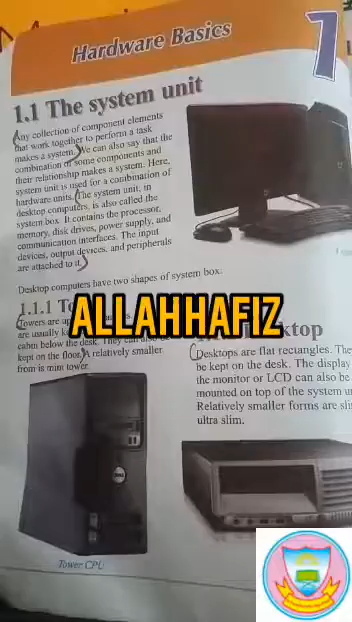 Hardware Basics
1
1.1 The system unit
Any collection of component elements
that work together to perform a task
makes a system. We can also say that the
combination of some components and
their relationship makes a system. Here,
system unit is used for a combination of
hardware units. The system unit, in
desktop computers, is also called the
system box. It contains the processor,
memory, disk drives, power supply, and
communication interfaces. The input
devices, output devices, and peripherals
are attached to it.
Desktop computers have two shapes of system box:
1.1.1
ALLAHHAFIZ
Towers are
are usually
below the desk. They can also
kept on the floor. A relatively smaller
from is mini tower.
Desktops are flat rectangles. The
be kept on the desk. The display
the monitor or LCD can also be
mounted on top of the system
Relatively smaller forms are
ultra slim.
DELL
Tower CPU